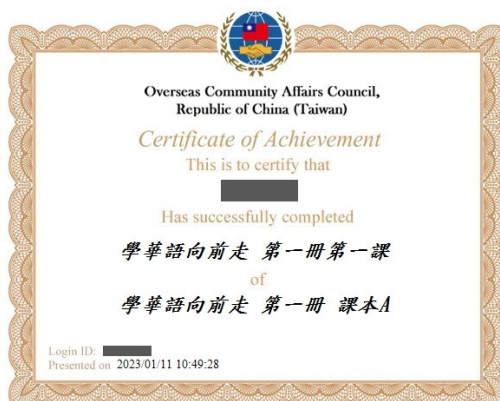 Overseas Community Affairs Council,
Republic of China (Taiwan)
Certificate of Achievement
This is to certify that
Has successfully completed
學華語向前走 第一冊第一課
of
學華語向前走 第一冊 課本A
Login ID:
Presented on 2023/01/11 10:49:28